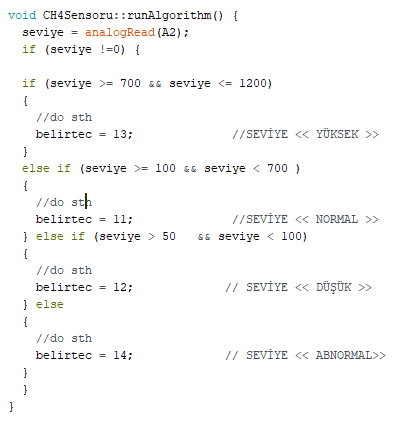 void CH4Sensoru::runAlgorithm() {
seviye = analogRead(A2);
if (seviye !=0) {
if (seviye >= 700 && seviye <= 1200)
{
//do sth
belirtec = 13; //SEVİYE << YÜKSEK >>
}
else if (seviye >= 100 && seviye < 700 )
{
//do sth
belirtec = 11; //SEVİYE << NORMAL >>
} else if (seviye > 50 && seviye < 100)
{
//do sth
belirtec = 12; // SEVİYE << DÜŞÜK >>
} else
{
//do sth
belirtec = 14; // SEVİYE << ABNORMAL>>
}
}
}